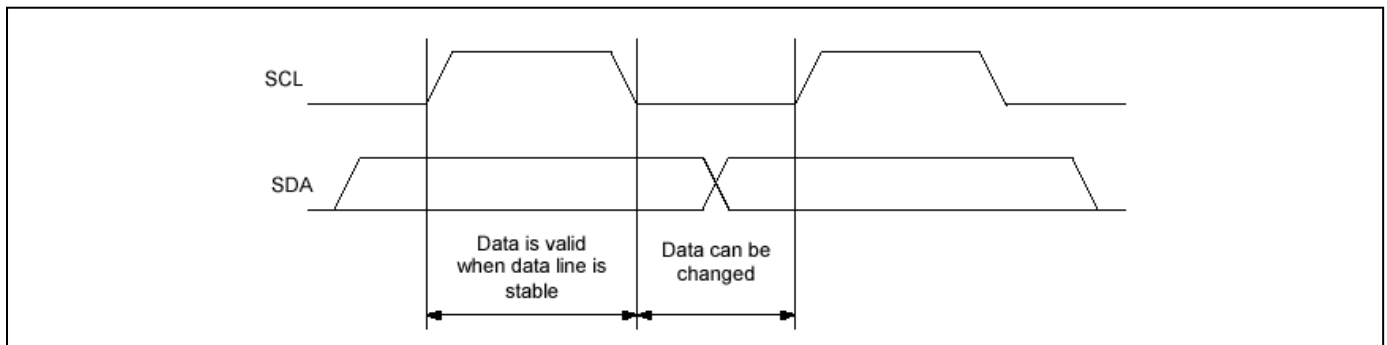 SCL
SDA
Data is valid
when data line is
stable
Data can be
changed